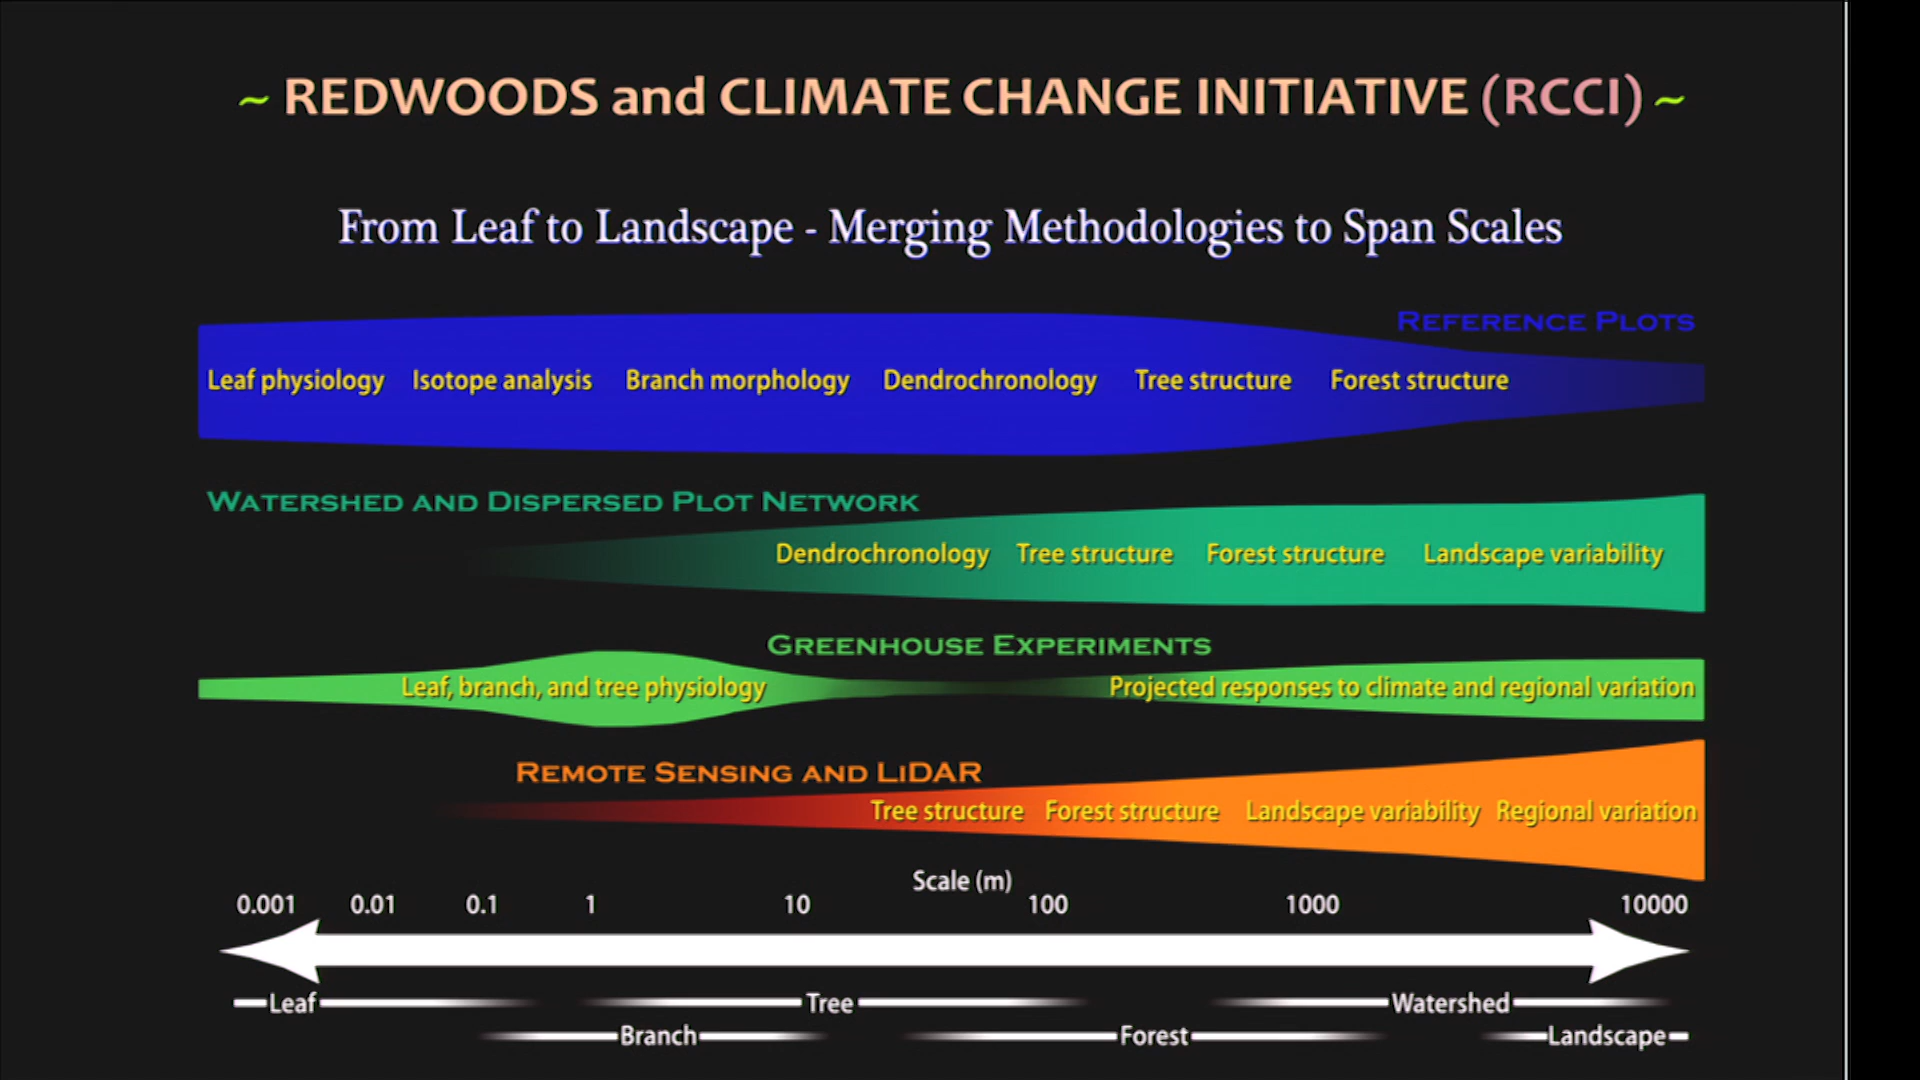 ~ REDWOODS and CLIMATE CHANGE INITIATIVE (RCCI) ~
From Leaf to Landscape - Merging Methodologies to Span Scales
REFERENCE PLOTS
Leaf physiology Isotope analysis Branch morphology Dendrochronology Tree structure Forest structure
WATERSHED AND DISPERSED PLOT NETWORK
Dendrochronology Tree structure Forest structure Landscape variability
GREENHOUSE EXPERIMENTS
Leaf, branch, and tree physiology Projected responses to climate and regional variation
REMOTE SENSING AND LIDAR
Tree structure Forest structure Landscape variability Regional variation
Scale (m)
0.001 0.01 0.1 1 10 100 1000 10000
Leaf Tree Watershed
Branch Forest Landscape